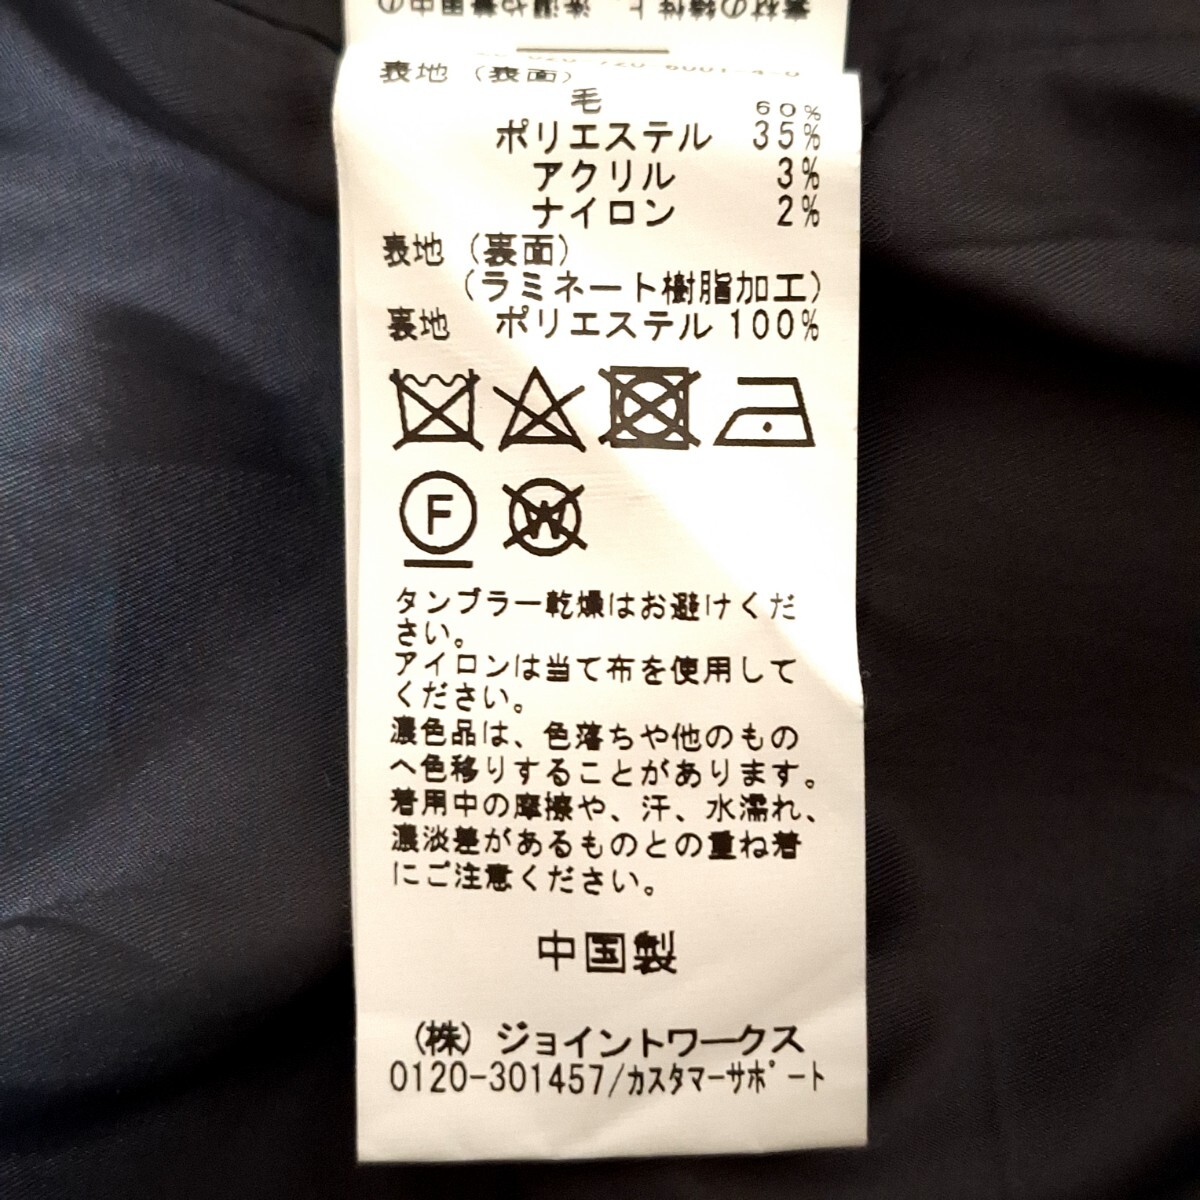 表地（表面）
毛 60%
ポリエステル 35%
アクリル 3%
ナイロン 2%
表地（裏面）
（ラミネート樹脂加工）
裏地 ポリエステル 100%
F
W
タンブラー乾燥はお避けくだ
さい。
アイロンは当て布を使用して
ください。
濃色品は、色落ちや他のもの
へ色移りすることがあります。
着用中の摩擦や、汗、水濡れ、
濃淡差があるものとの重ね着
にご注意ください。
中国製
（株）ジョイントワークス
0120-301457/カスタマーサポート